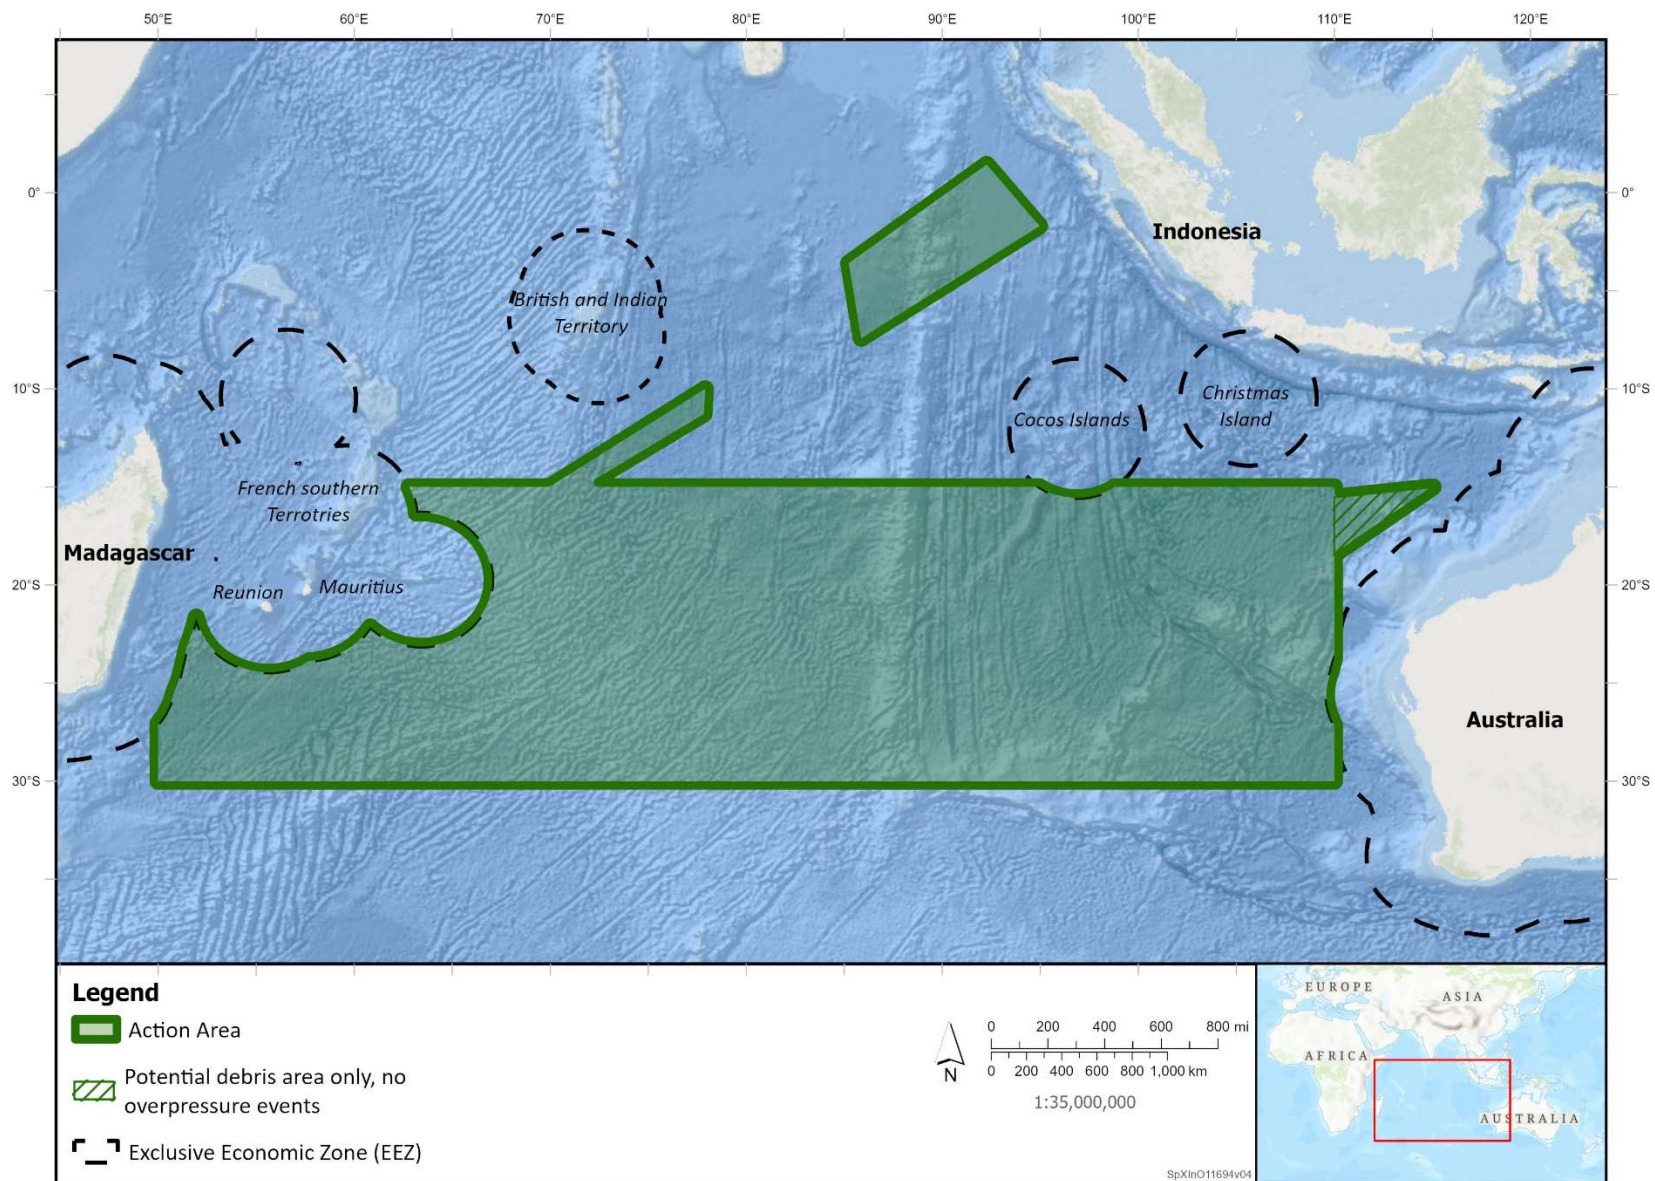 50°E 60°E 70°E 80°E 90°E 100°E 110°E 120°E
0° 0°
Indonesia
British and Indian
Territory
10°S 10°S
Christmas
Island
Cocos Islands
French southern
Terrotries
Madagascar
20°S 20°S
Reunion Mauritius
Australia
30°S 30°S
Legend
Action Area
Potential debris area only, no
overpressure events
Exclusive Economic Zone (EEZ)
N
0 200 400 600 800 mi
0 200 400 600 800 1,000 km
1:35,000,000
SpXInO11694v04
EUROPE
ASIA
AFRICA
AUSTRALIA